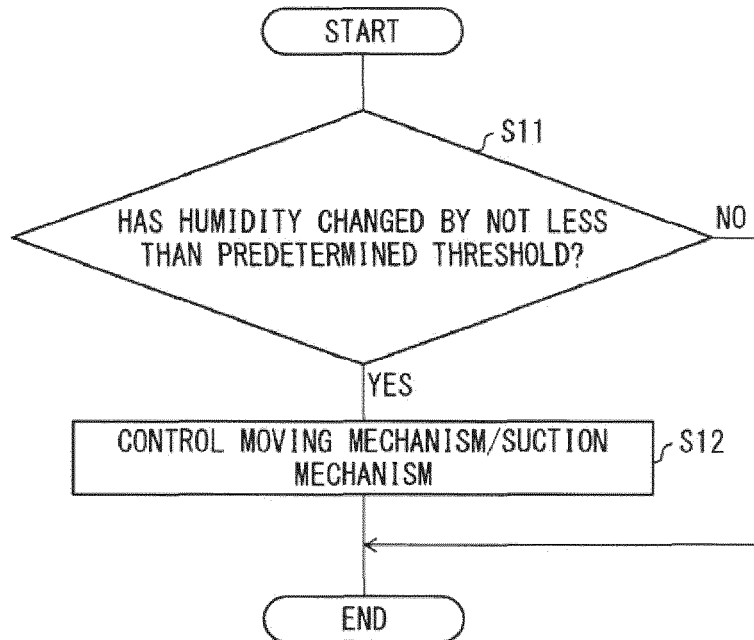 START
S11
HAS HUMIDITY CHANGED BY NOT LESS
THAN PREDETERMINED THRESHOLD?
NO
YES
CONTROL MOVING MECHANISM/SUCTION
MECHANISM
S12
END